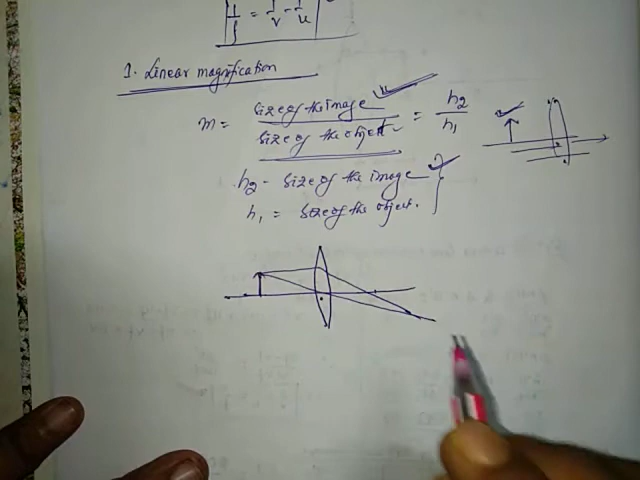 1/f = 1/v - 1/u
1. Linear magnification
m = size of the image / size of the object = h2 / h1
h2 - size of the image
h1 = size of the object.